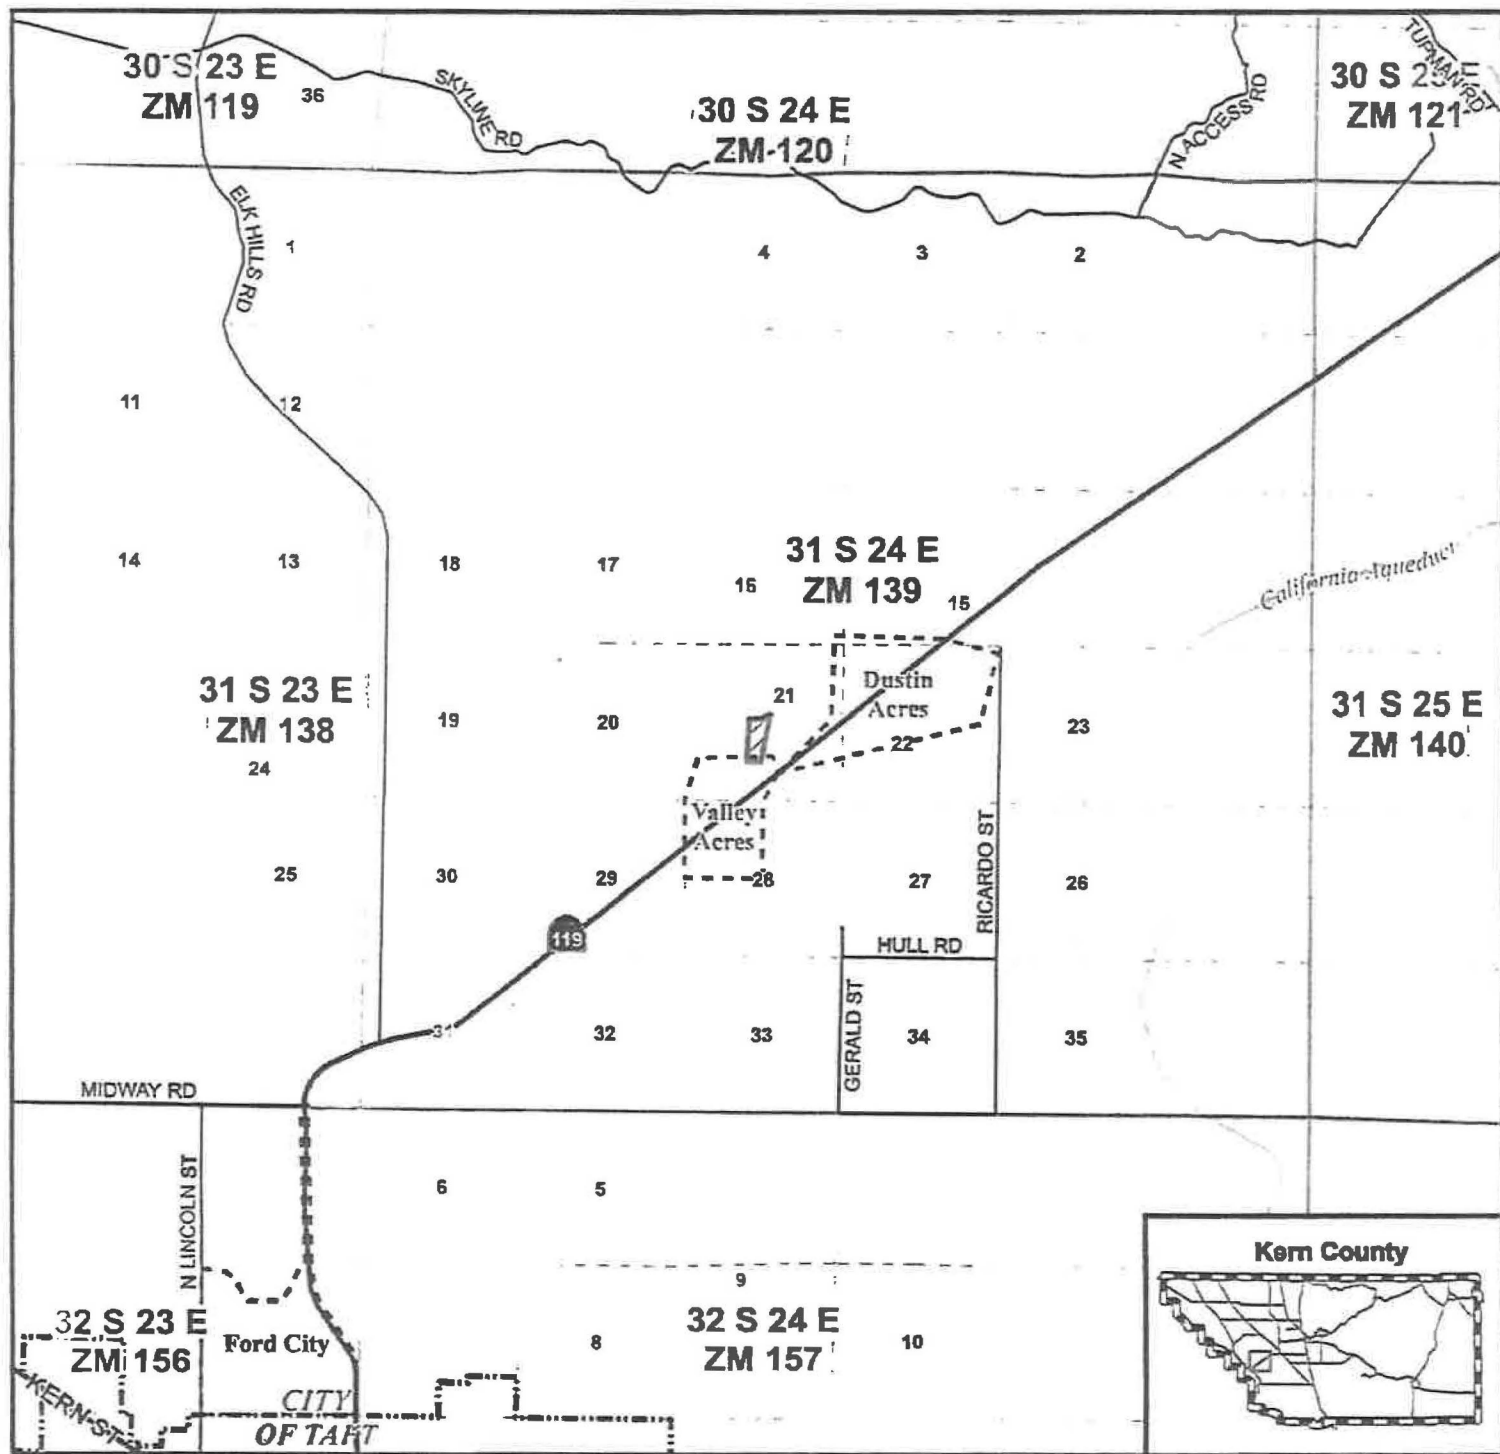 30 S 23 E
ZM 119
36
SKYLINE RD
30 S 24 E
ZM 120
N ACCESS RD
TUPMAN RD
30 S 25 E
ZM 121
ELK HILLS RD
1
4
3
2
11
12
14
13
18
17
16
31 S 24 E
ZM 139
15
California Aqueduct
31 S 23 E
ZM 138
24
19
20
21
Dustin
Acres
22
23
31 S 25 E
ZM 140
Valley
Acres
25
30
29
28
27
RICARDO ST
26
119
HULL RD
31
32
33
GERALD ST
34
35
MIDWAY RD
N LINCOLN ST
6
5
9
32 S 23 E
ZM 156
Ford City
8
32 S 24 E
ZM 157
10
KERN ST
CITY
OF TAFT
Kern County